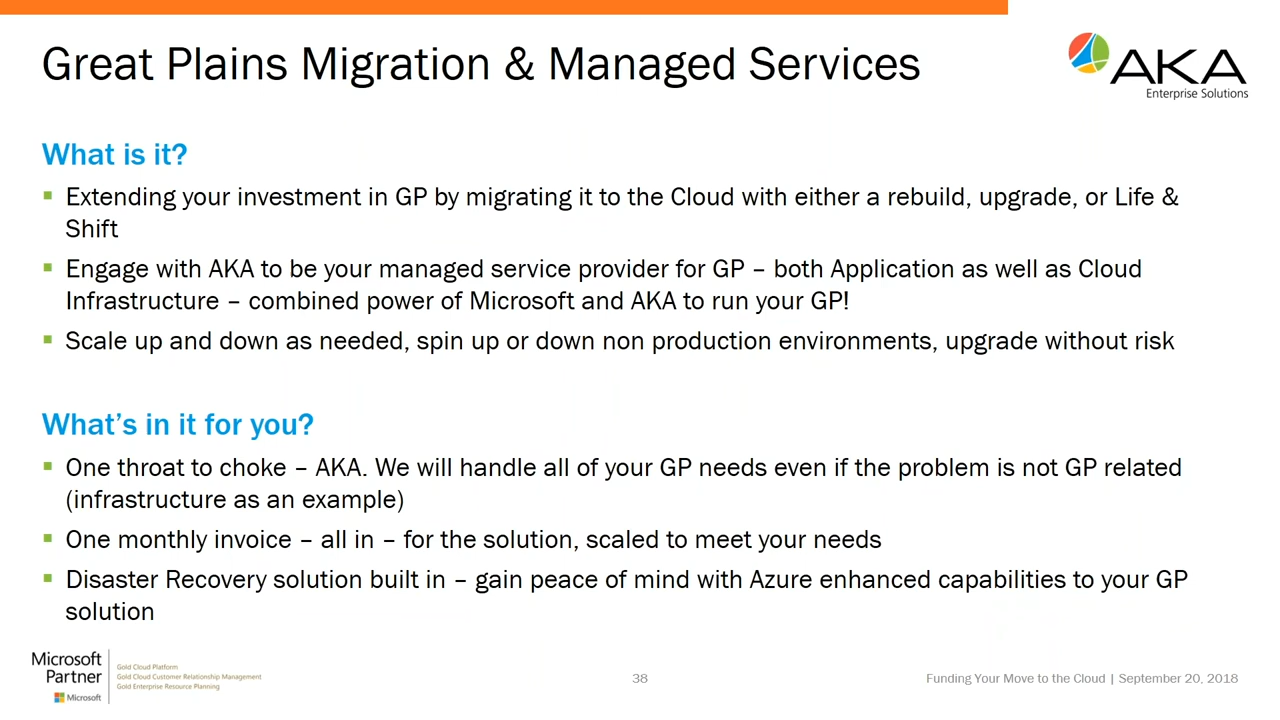 Great Plains Migration & Managed Services
AKA
Enterprise Solutions
What is it?
Extending your investment in GP by migrating it to the Cloud with either a rebuild, upgrade, or Life &
Shift
Engage with AKA to be your managed service provider for GP – both Application as well as Cloud
Infrastructure – combined power of Microsoft and AKA to run your GP!
Scale up and down as needed, spin up or down non production environments, upgrade without risk
What's in it for you?
One throat to choke – AKA. We will handle all of your GP needs even if the problem is not GP related
(infrastructure as an example)
One monthly invoice – all in – for the solution, scaled to meet your needs
Disaster Recovery solution built in – gain peace of mind with Azure enhanced capabilities to your GP
solution
Microsoft
Partner
Microsoft
Gold Cloud Platform
Gold Cloud Customer Relationship Management
Gold Enterprise Resource Planning
38
Funding Your Move to the Cloud | September 20, 2018